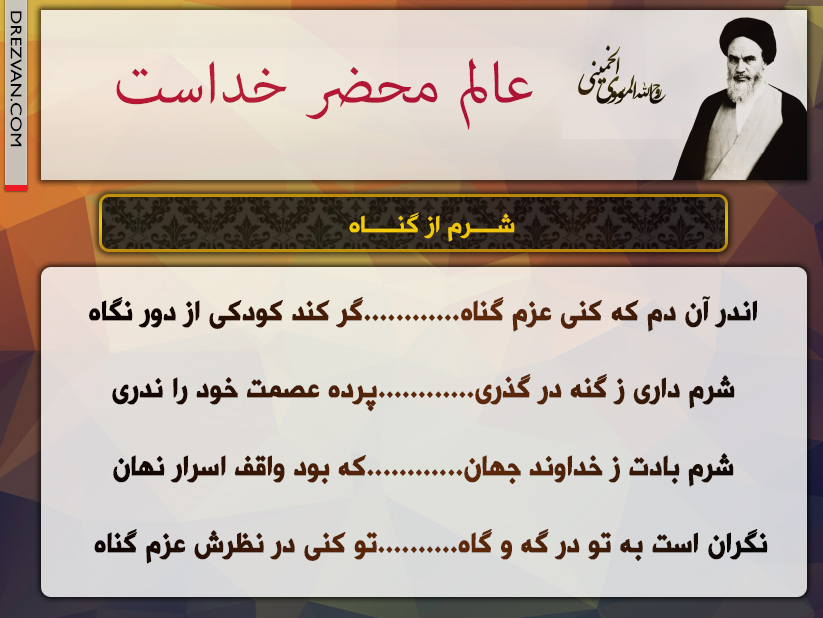 DREZVAN.COM
عالم محضر خداست
روح الله الموسوی الخمینی
شـــرم از گنـــاه
اندر آن دم که کنی عزم گناه............گر کند کودکی از دور نگاه
شرم داری ز گنه در گذری............پرده عصمت خود را ندری
شرم بادت ز خداوند جهان............که بود واقف اسرار نهان
نگران است به تو در گه و گاه..........تو کنی در نظرش عزم گناه